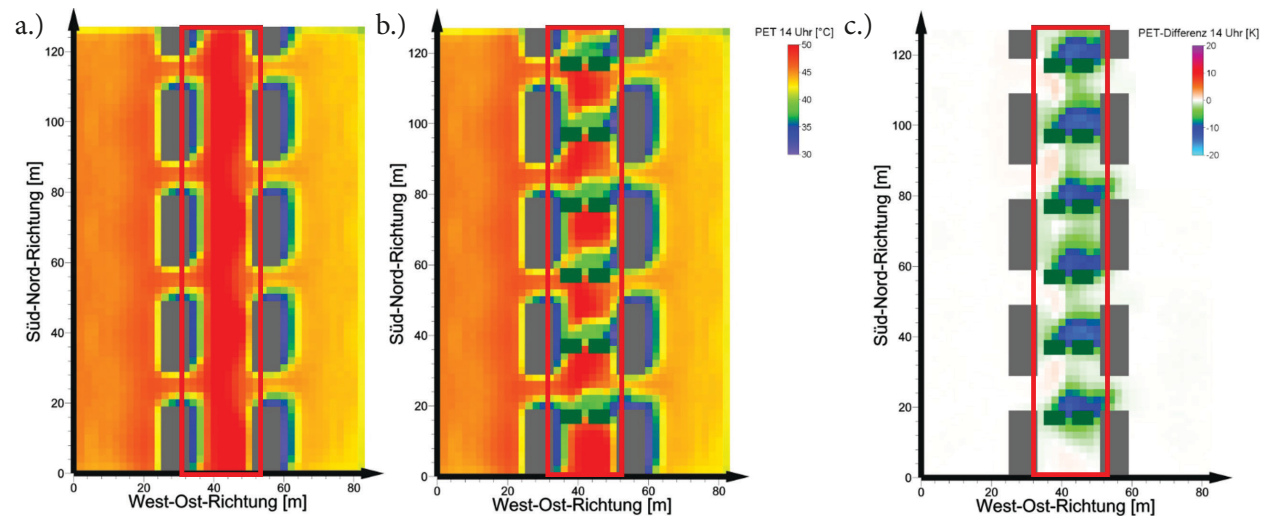 a.)
120
100
80
60
40
20
0
Süd-Nord-Richtung [m]
0 20 40 60 80
West-Ost-Richtung [m]
b.)
120
100
80
60
40
20
0
Süd-Nord-Richtung [m]
0 20 40 60 80
West-Ost-Richtung [m]
PET 14 Uhr [°C]
50
45
40
35
30
c.)
120
100
80
60
40
20
0
Süd-Nord-Richtung [m]
0 20 40 60 80
West-Ost-Richtung [m]
PET-Differenz 14 Uhr [K]
20
10
0
-10
-20